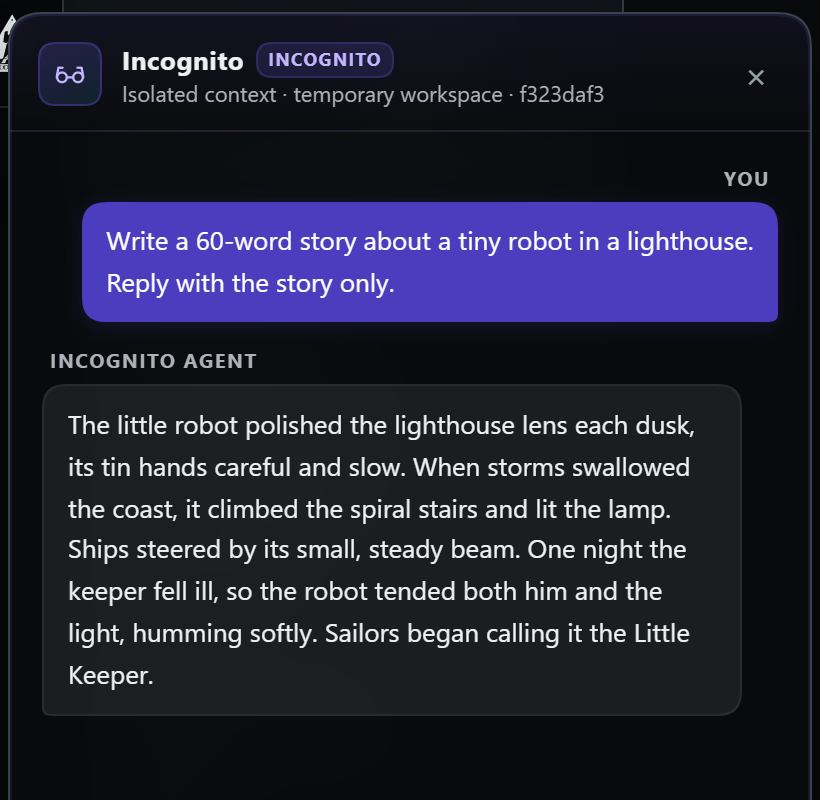 Incognito INCOGNITO
Isolated context · temporary workspace · f323daf3
YOU
Write a 60-word story about a tiny robot in a lighthouse.
Reply with the story only.
INCOGNITO AGENT
The little robot polished the lighthouse lens each dusk,
its tin hands careful and slow. When storms swallowed
the coast, it climbed the spiral stairs and lit the lamp.
Ships steered by its small, steady beam. One night the
keeper fell ill, so the robot tended both him and the
light, humming softly. Sailors began calling it the Little
Keeper.